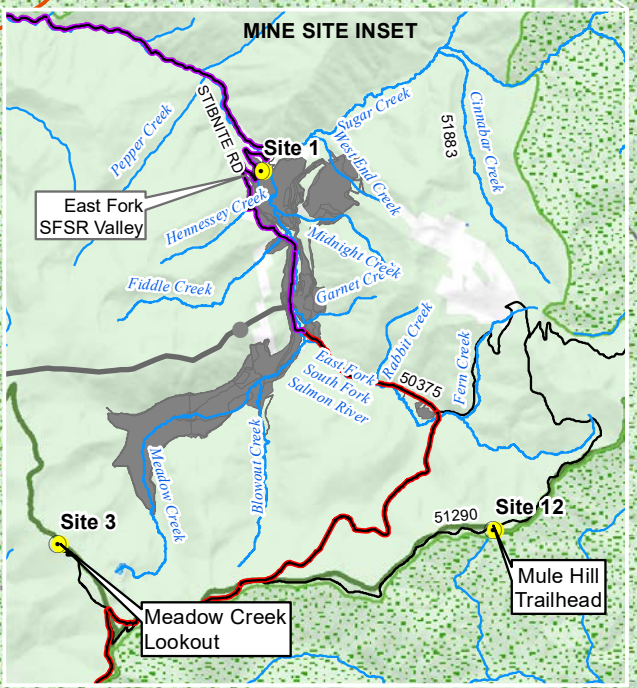 MINE SITE INSET
Pepper Creek
STIBNITE RD
Sugar Creek
51883
Cinnabar Creek
Site 1
West End Creek
East Fork
SFSR Valley
Hennessey Creek
Midnight Creek
Fiddle Creek
Garnet Creek
East Fork
South Fork
Salmon River
Rabbit Creek
50375
Fern Creek
Meadow Creek
Blowout Creek
Site 3
51290
Site 12
Mule Hill
Trailhead
Meadow Creek
Lookout